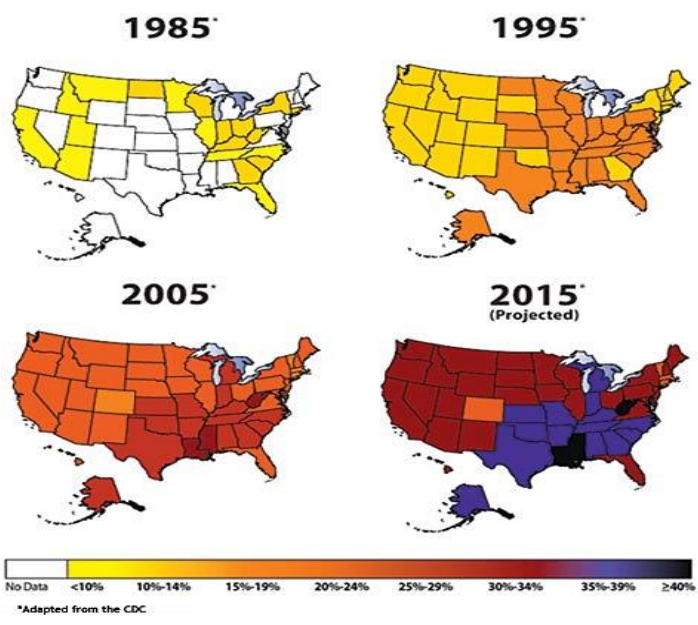 1985*
1995*
2005*
2015*
(Projected)
No Data <10% 10%-14% 15%-19% 20%-24% 25%-29% 30%-34% 35%-39% ≥40%
*Adapted from the CDC